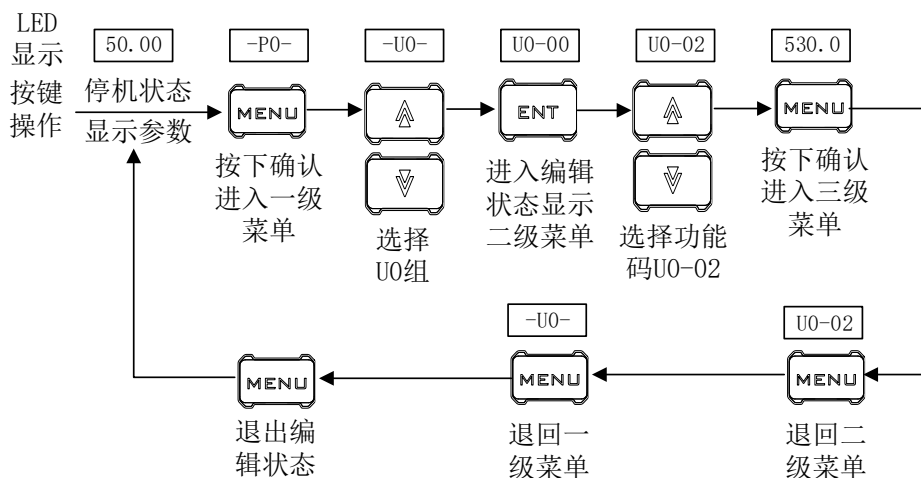 LED
显示
按键
操作
50.00
停机状态
显示参数
-P0-
MENU
按下确认
进入一级
菜单
-U0-
选择
U0组
U0-00
ENT
进入编辑
状态显示
二级菜单
U0-02
选择功能
码U0-02
530.0
MENU
按下确认
进入三级
菜单
U0-02
MENU
退回二
级菜单
-U0-
MENU
退回一
级菜单
MENU
退出编
辑状态